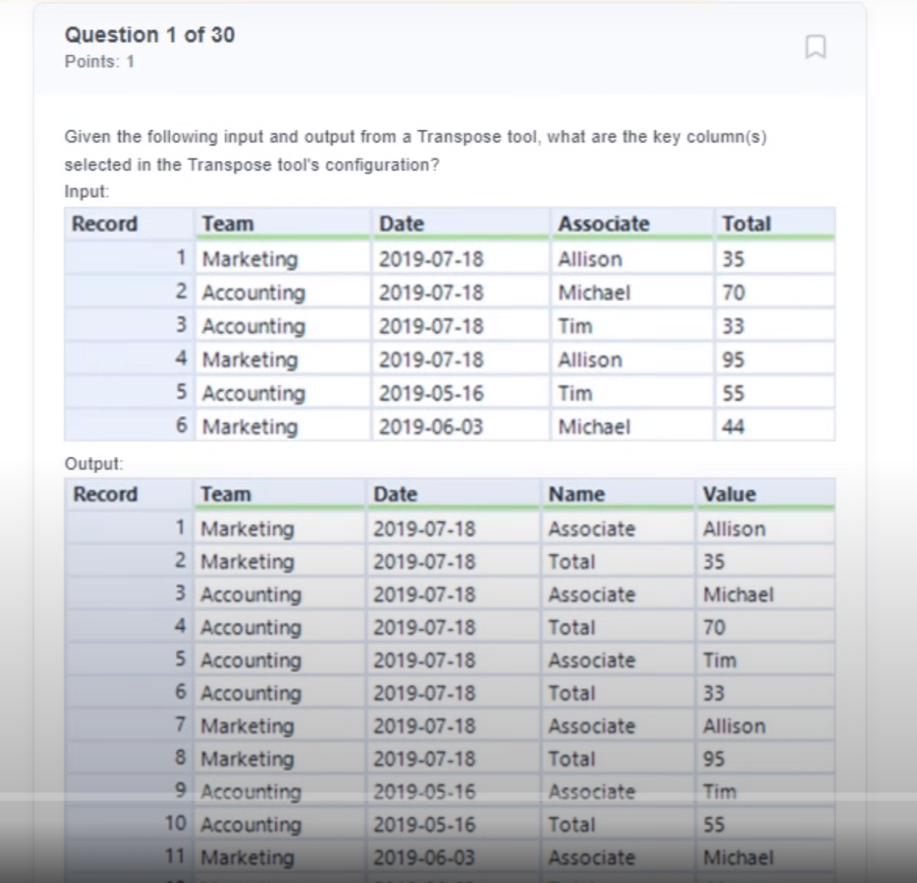 Question 1 of 30
Points: 1
Given the following input and output from a Transpose tool, what are the key column(s)
selected in the Transpose tool's configuration?
Input:
Record Team Date Associate Total
1 Marketing 2019-07-18 Allison 35
2 Accounting 2019-07-18 Michael 70
3 Accounting 2019-07-18 Tim 33
4 Marketing 2019-07-18 Allison 95
5 Accounting 2019-05-16 Tim 55
6 Marketing 2019-06-03 Michael 44
Output:
Record Team Date Name Value
1 Marketing 2019-07-18 Associate Allison
2 Marketing 2019-07-18 Total 35
3 Accounting 2019-07-18 Associate Michael
4 Accounting 2019-07-18 Total 70
5 Accounting 2019-07-18 Associate Tim
6 Accounting 2019-07-18 Total 33
7 Marketing 2019-07-18 Associate Allison
8 Marketing 2019-07-18 Total 95
9 Accounting 2019-05-16 Associate Tim
10 Accounting 2019-05-16 Total 55
11 Marketing 2019-06-03 Associate Michael